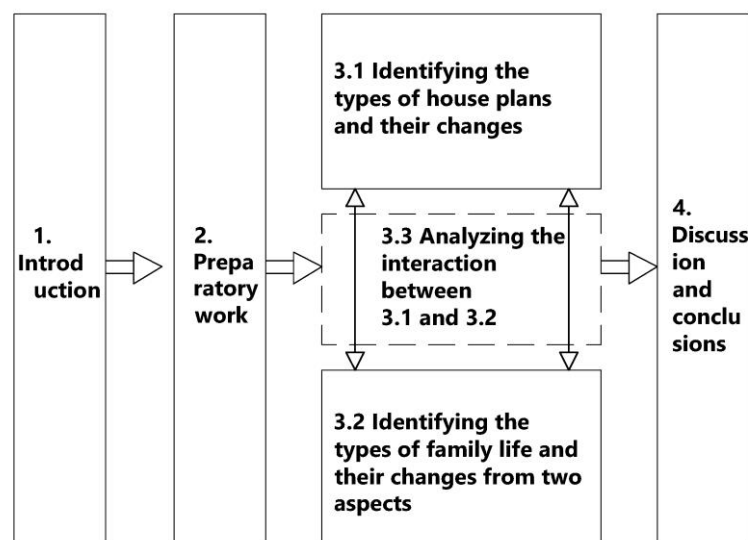 1.
Introd
uction
2.
Prepa
ratory
work
3.1 Identifying the
types of house plans
and their changes
3.3 Analyzing the
interaction
between
3.1 and 3.2
3.2 Identifying the
types of family life and
their changes from two
aspects
4.
Discuss
ion
and
conclu
sions